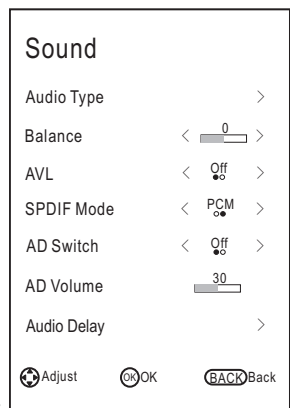 Sound
Audio Type >
Balance < 0 >
AVL < Off >
SPDIF Mode < PCM >
AD Switch < Off >
AD Volume 30
Audio Delay >
Adjust OK OK BACK Back